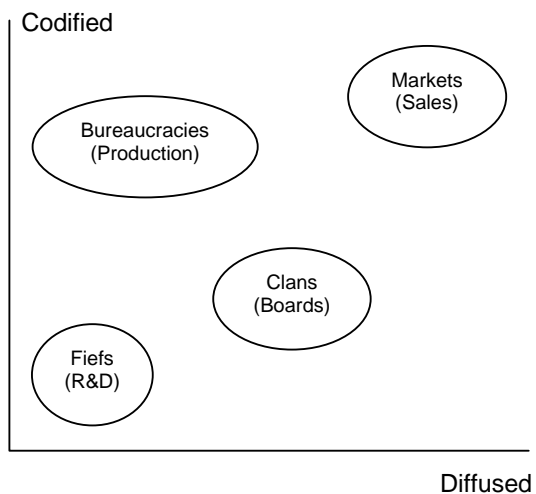 Codified
Markets
(Sales)
Bureaucracies
(Production)
Clans
(Boards)
Fiefs
(R&D)
Diffused